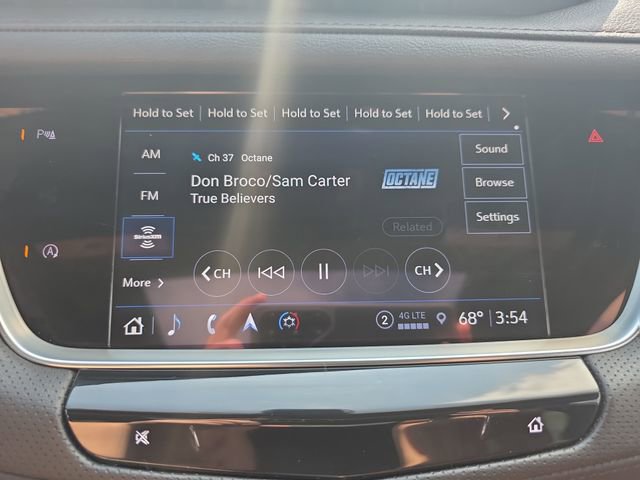 Hold to Set Hold to Set Hold to Set Hold to Set Hold to Set
P
AM
Ch 37 Octane
OCTANE
Sound
FM
Don Broco/Sam Carter
True Believers
Browse
SiriusXM
Related
Settings
A
More
CH
CH
2 4G LTE 68° 3:54